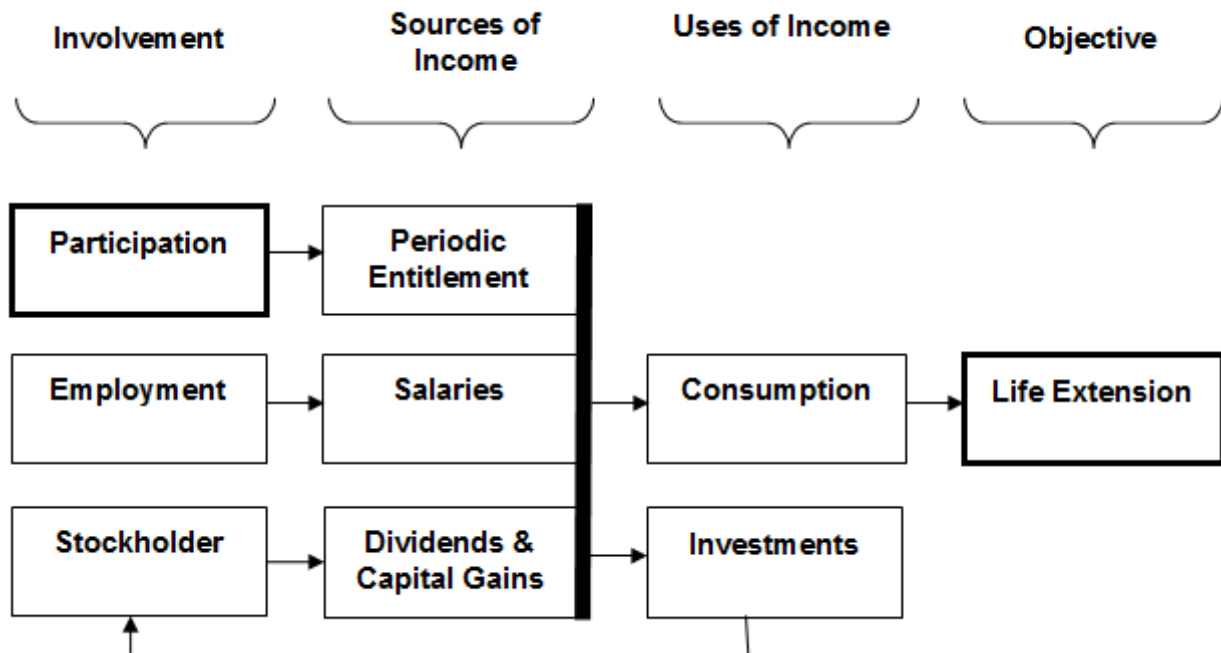 Involvement
Sources of
Income
Uses of Income
Objective
Participation
Periodic
Entitlement
Employment
Salaries
Consumption
Life Extension
Stockholder
Dividends &
Capital Gains
Investments